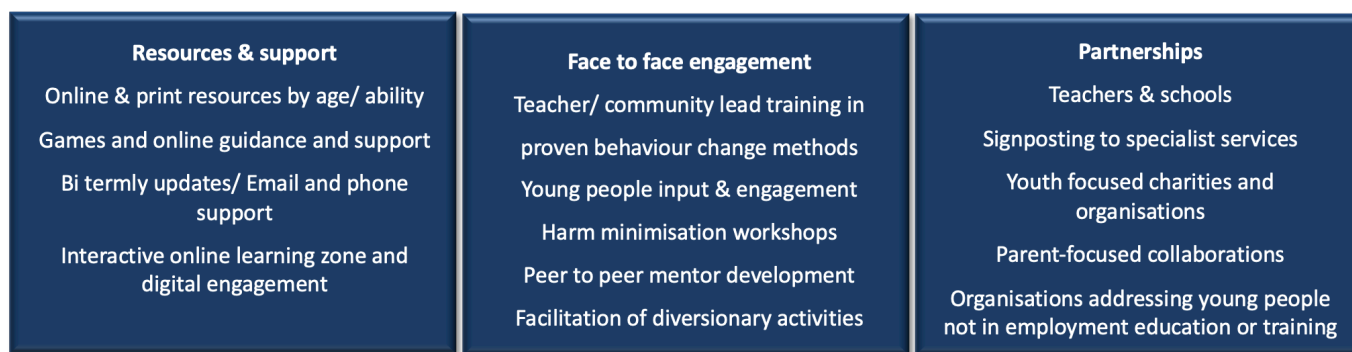 Resources & support
Online & print resources by age/ ability
Games and online guidance and support
Bi termly updates/ Email and phone
support
Interactive online learning zone and
digital engagement
Face to face engagement
Teacher/ community lead training in
proven behaviour change methods
Young people input & engagement
Harm minimisation workshops
Peer to peer mentor development
Facilitation of diversionary activities
Partnerships
Teachers & schools
Signposting to specialist services
Youth focused charities and
organisations
Parent-focused collaborations
Organisations addressing young people
not in employment education or training